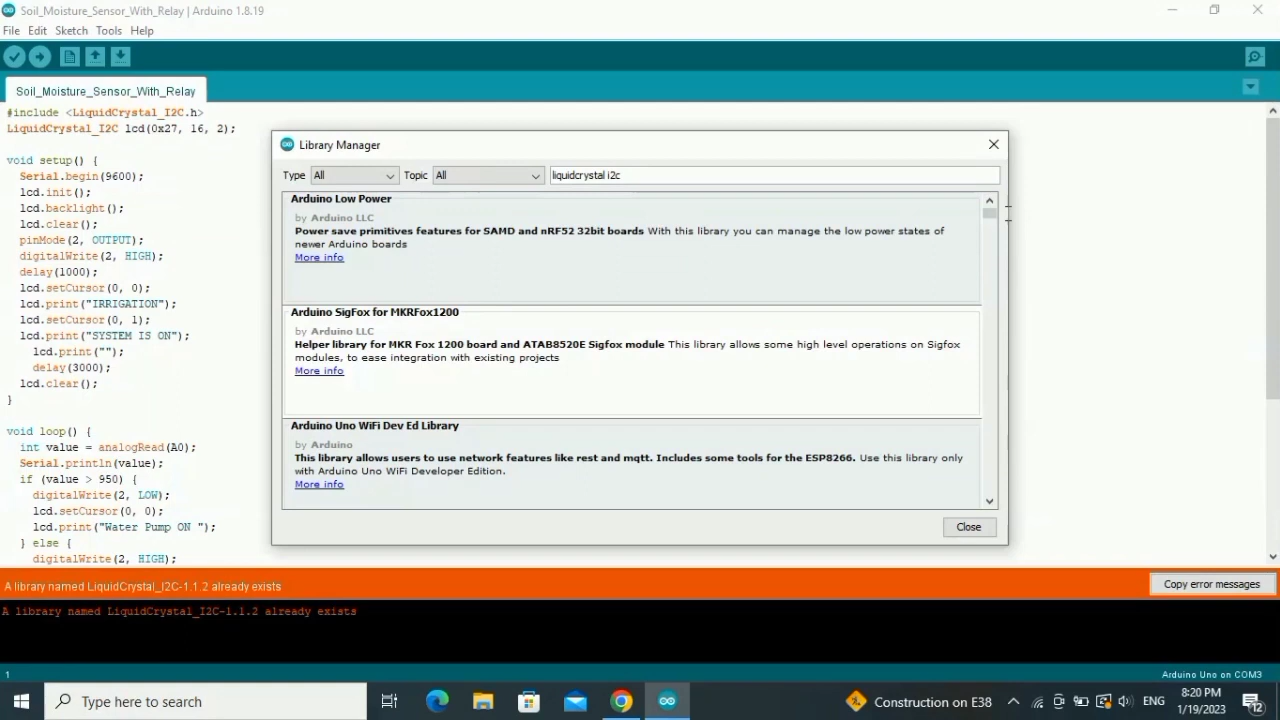 Soil_Moisture_Sensor_With_Relay | Arduino 1.8.19
File Edit Sketch Tools Help
Soil_Moisture_Sensor_With_Relay
#include <LiquidCrystal_I2C.h>
LiquidCrystal_I2C lcd(0x27, 16, 2);
void setup() {
Serial.begin(9600);
lcd.init();
lcd.backlight();
lcd.clear();
pinMode(2, OUTPUT);
digitalWrite(2, HIGH);
delay(1000);
lcd.setCursor(0, 0);
lcd.print("IRRIGATION");
lcd.setCursor(0, 1);
lcd.print("SYSTEM IS ON");
lcd.print("");
delay(3000);
lcd.clear();
}
void loop() {
int value = analogRead(A0);
Serial.println(value);
if (value > 950) {
digitalWrite(2, LOW);
lcd.setCursor(0, 0);
lcd.print("Water Pump ON ");
} else {
digitalWrite(2, HIGH);
Library Manager
Type All Topic All liquidcrystal i2c
Arduino Low Power
by Arduino LLC
Power save primitives features for SAMD and nRF52 32bit boards With this library you can manage the low power states of
newer Arduino boards
More info
Arduino SigFox for MKRFox1200
by Arduino LLC
Helper library for MKR Fox 1200 board and ATAB8520E Sigfox module This library allows some high level operations on Sigfox
modules, to ease integration with existing projects
More info
Arduino Uno WiFi Dev Ed Library
by Arduino
This library allows users to use network features like rest and mqtt. Includes some tools for the ESP8266. Use this library only
with Arduino Uno WiFi Developer Edition.
More info
Close
A library named LiquidCrystal_I2C-1.1.2 already exists
Copy error messages
A library named LiquidCrystal_I2C-1.1.2 already exists
1
Arduino Uno on COM3
Type here to search
Construction on E38
ENG
8:20 PM
1/19/2023
12